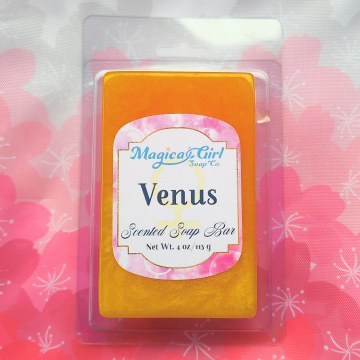 Magical Girl
Soap Co.
Venus
Scented Soap Bar
Net Wt. 4 oz/113 g